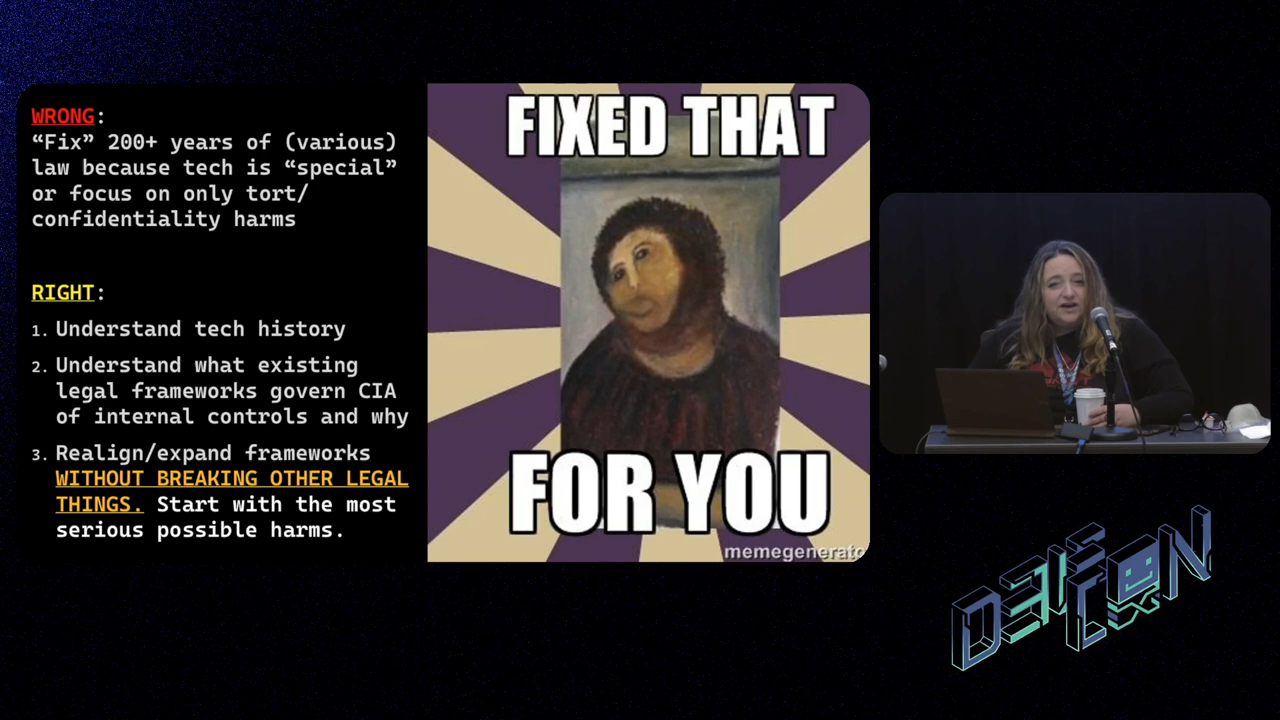 WRONG:
“Fix” 200+ years of (various)
law because tech is “special”
or focus on only tort/
confidentiality harms
RIGHT:
1. Understand tech history
2. Understand what existing
legal frameworks govern CIA
of internal controls and why
3. Realign/expand frameworks
WITHOUT BREAKING OTHER LEGAL
THINGS. Start with the most
serious possible harms.
FIXED THAT
FOR YOU
memegenerato
DEF CON